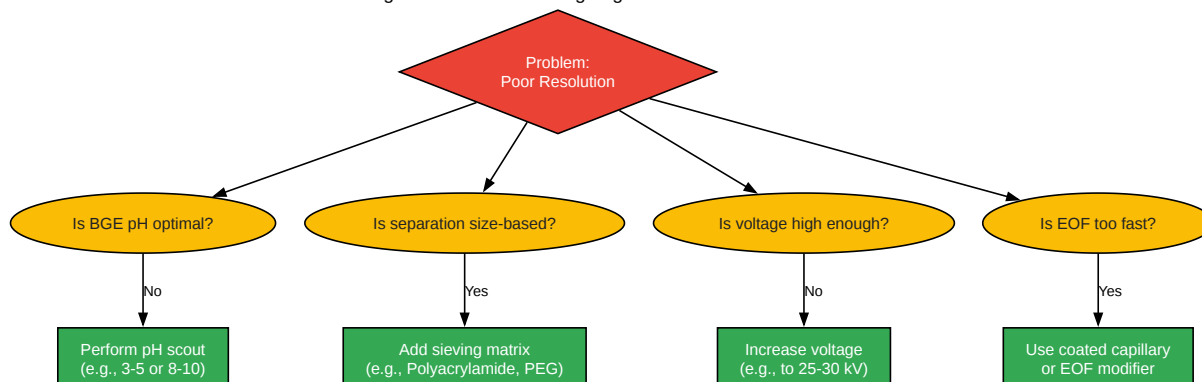 Problem:
Poor Resolution
Is BGE pH optimal?
Is separation size-based?
Is voltage high enough?
Is EOF too fast?
No
Yes
No
Yes
Perform pH scout
(e.g., 3-5 or 8-10)
Add sieving matrix
(e.g., Polyacrylamide, PEG)
Increase voltage
(e.g., to 25-30 kV)
Use coated capillary
or EOF modifier